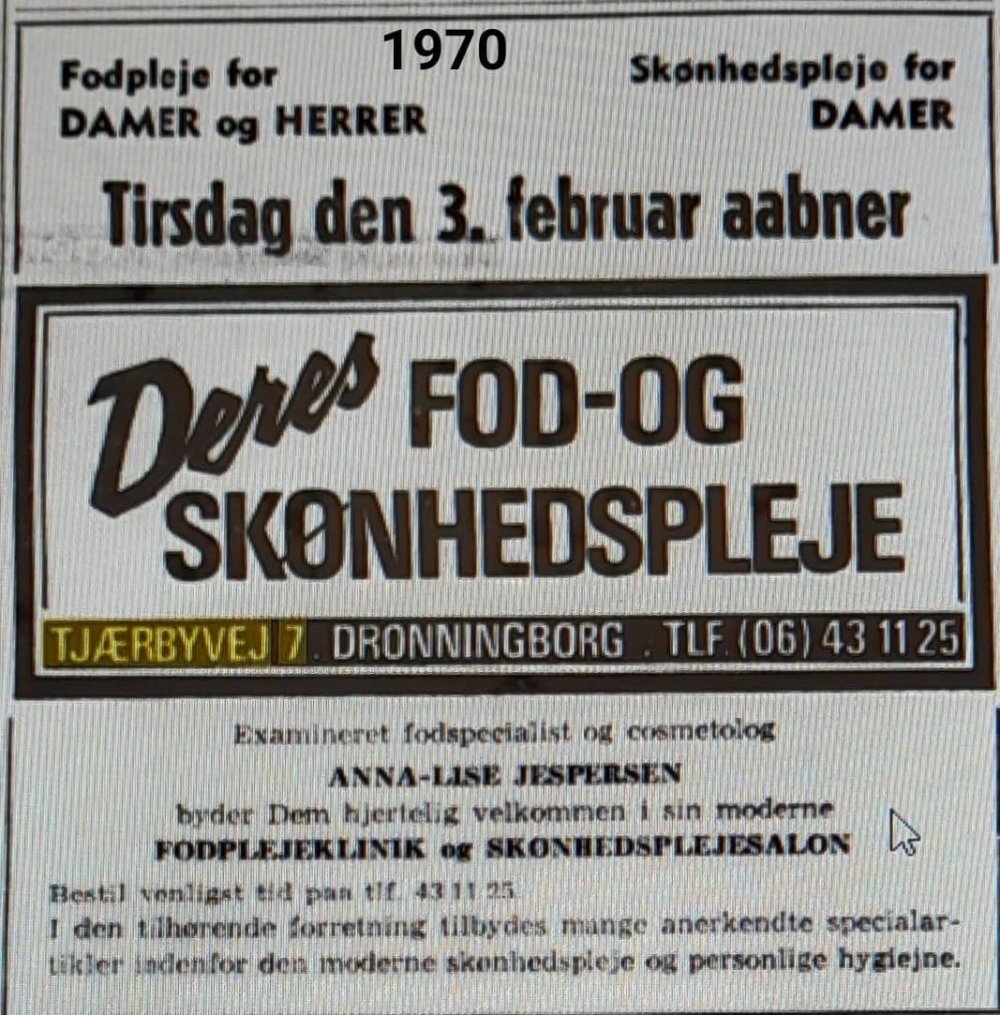 1970
Fodpleje for
DAMER og HERRER
Skønhedspleje for
DAMER
Tirsdag den 3. februar aabner
Deres FOD-OG
SKØNHEDSPLEJE
TJÆRBYVEJ 7 . DRONNINGBORG . TLF. (06) 43 11 25
Examineret fodspecialist og cosmetolog
ANNA-LISE JESPERSEN
byder Dem hjertelig velkommen i sin moderne
FODPLEJEKLINIK og SKØNHEDSPLEJESALON
Bestil venligst tid paa tlf. 43 11 25.
I den tilhørende forretning tilbydes mange anerkendte specialar-
tikler indenfor den moderne skønhedspleje og personlige hygiejne.